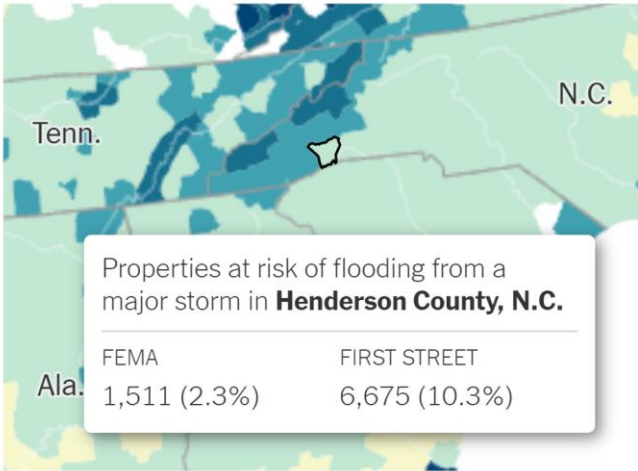 N.C.
Tenn.
Properties at risk of flooding from a
major storm in Henderson County, N.C.
FEMA FIRST STREET
1,511 (2.3%) 6,675 (10.3%)
Ala.